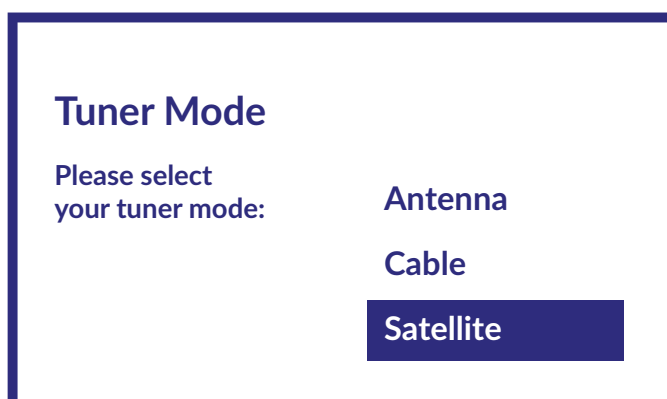 Tuner Mode
Please select
your tuner mode:
Antenna
Cable
Satellite